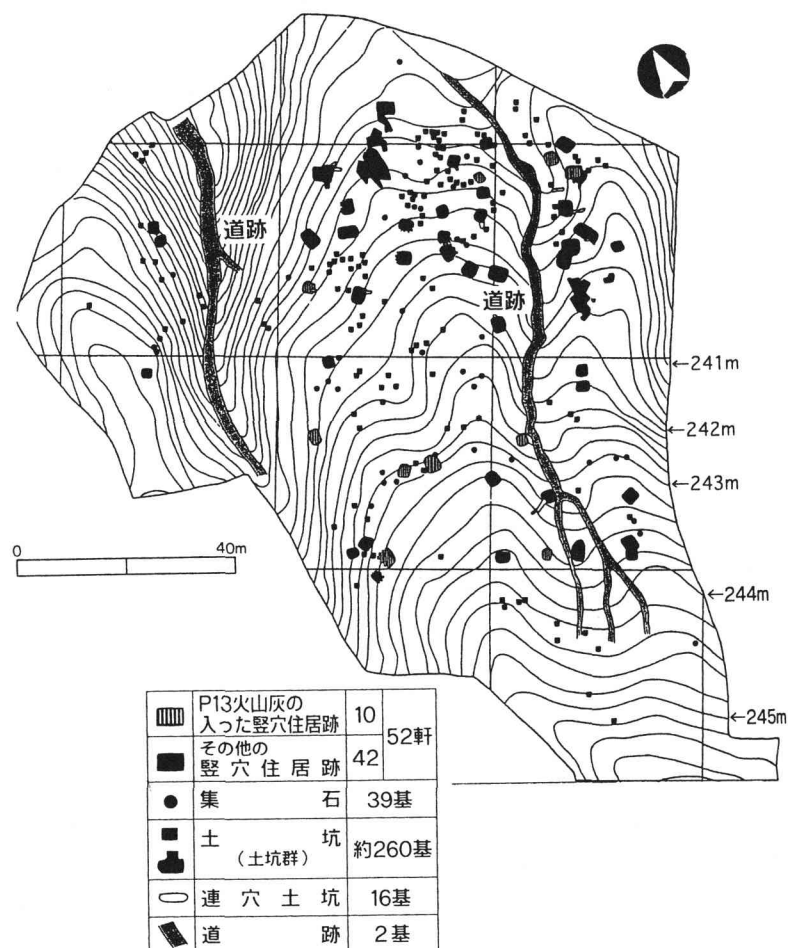 道跡
道跡
←241m
←242m
←243m
0 40m
←244m
←245m
P13火山灰の
入った竪穴住居跡 10
52軒
その他の
竪穴住居跡 42
集石 39基
土坑
(土坑群) 約260基
連穴土坑 16基
道跡 2基